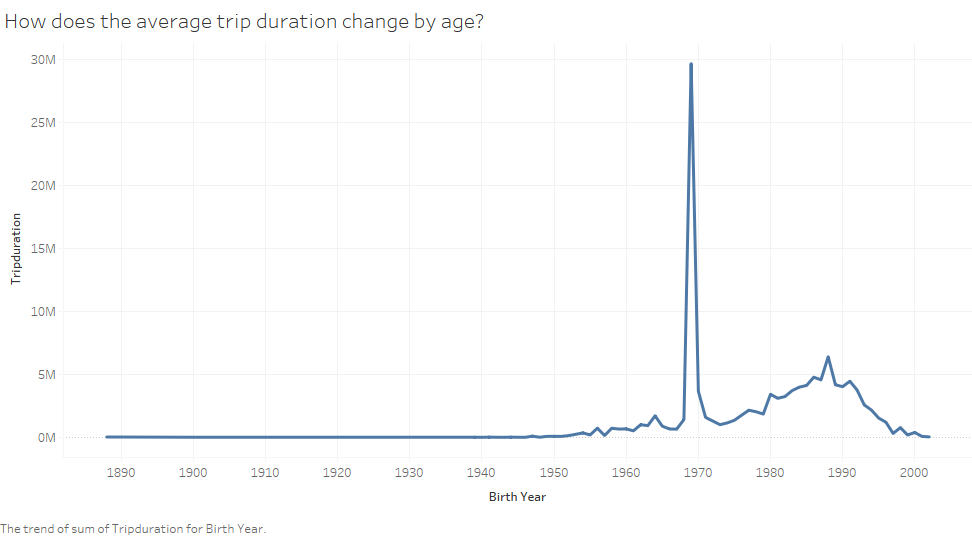 How does the average trip duration change by age?
30M
25M
20M
15M
10M
5M
0M
Tripduration
1890 1900 1910 1920 1930 1940 1950 1960 1970 1980 1990 2000
Birth Year
The trend of sum of Tripduration for Birth Year.